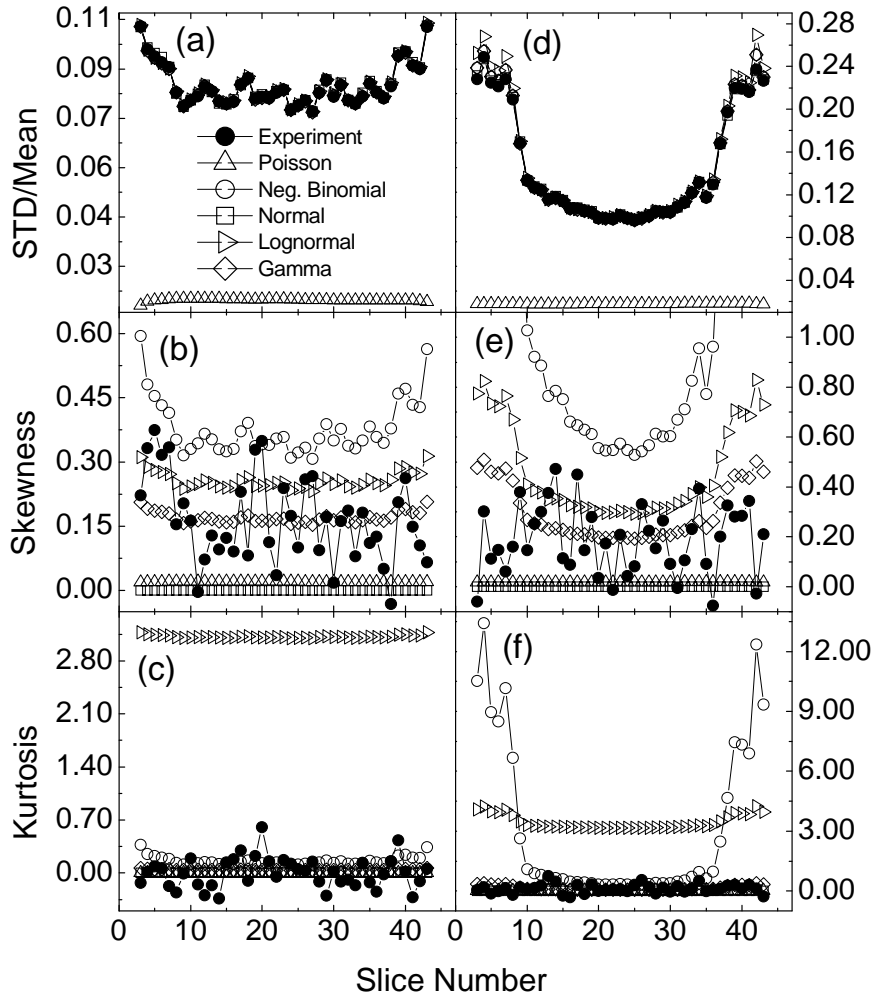 STD/Mean
0.11
0.09
0.07
0.06
0.04
0.03
(a)
Experiment
Poisson
Neg. Binomial
Normal
Lognormal
Gamma
(d)
0.28
0.24
0.20
0.16
0.12
0.08
0.04
Skewness
0.60
0.45
0.30
0.15
0.00
(b)
(e)
1.00
0.80
0.60
0.40
0.20
0.00
Kurtosis
2.80
2.10
1.40
0.70
0.00
(c)
(f)
12.00
9.00
6.00
3.00
0.00
0 10 20 30 40 0 10 20 30 40
Slice Number